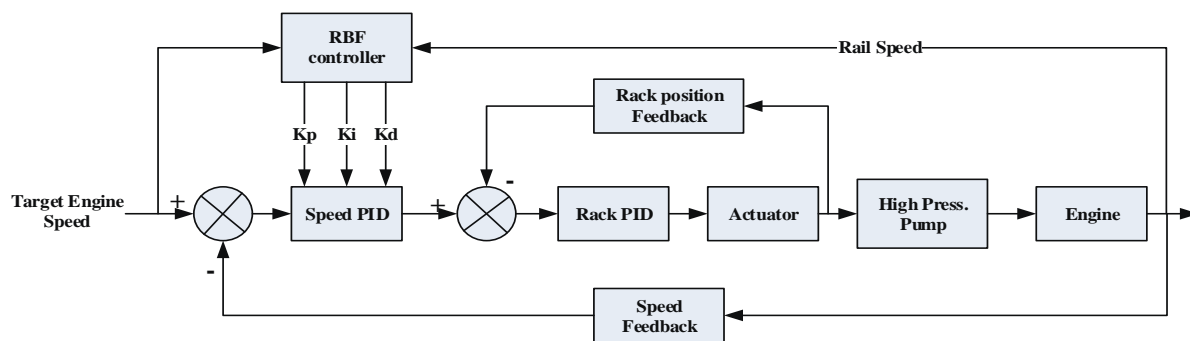 RBF
controller
Rail Speed
Rack position
Feedback
Kp
Ki
Kd
-
Target Engine
Speed
+
Speed PID
+
Rack PID
Actuator
High Press.
Pump
Engine
-
Speed
Feedback